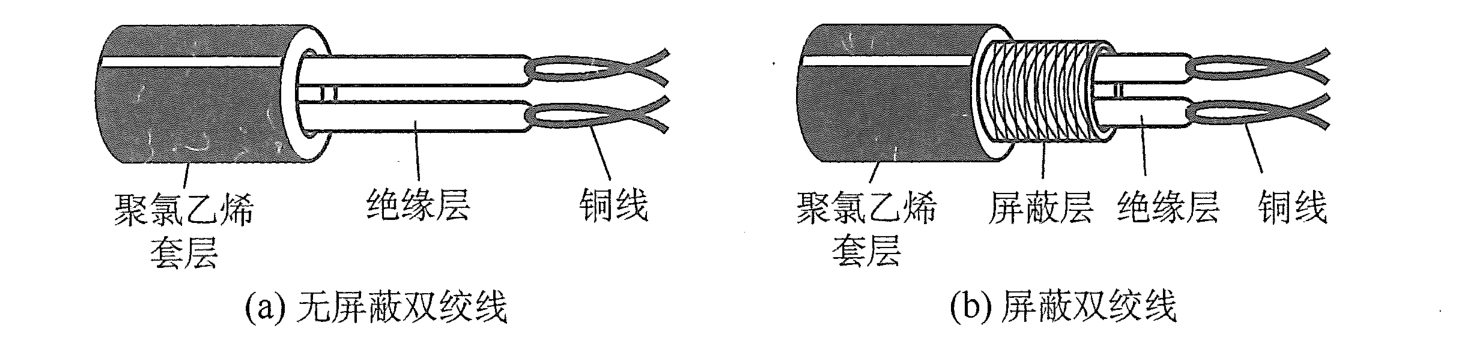 聚氯乙烯
套层
绝缘层
铜线
(a) 无屏蔽双绞线
聚氯乙烯
套层
屏蔽层
绝缘层
铜线
(b) 屏蔽双绞线